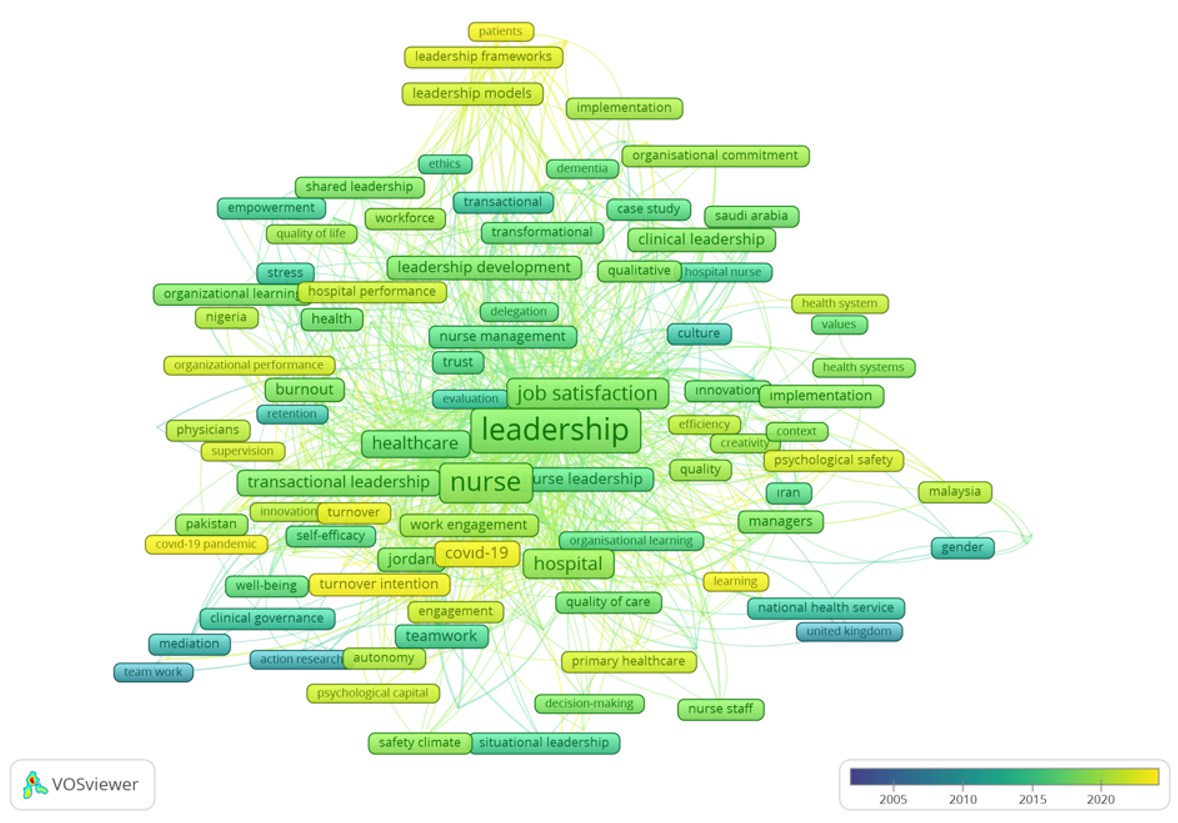 patients
leadership frameworks
leadership models
implementation
organisational commitment
ethics
dementia
shared leadership
transactional
empowerment
case study
saudi arabia
workforce
quality of life
transformational
clinical leadership
leadership development
qualitative
hospital nurse
stress
organizational learning
hospital performance
health system
nigeria
health
delegation
values
nurse management
culture
trust
organizational performance
health systems
burnout
job satisfaction
innovation
implementation
evaluation
retention
efficiency
physicians
leadership
context
healthcare
creativity
supervision
psychological safety
quality
transactional leadership
nurse
urse leadership
iran
malaysia
innovation
turnover
pakistan
work engagement
managers
self-efficacy
covid-19 pandemic
organisational learning
gender
jordan
covid-19
hospital
well-being
turnover intention
learning
quality of care
national health service
engagement
clinical governance
united kingdom
teamwork
mediation
action research
autonomy
primary healthcare
team work
psychological capital
decision-making
nurse staff
safety climate
situational leadership
VOSviewer
2005 2010 2015 2020